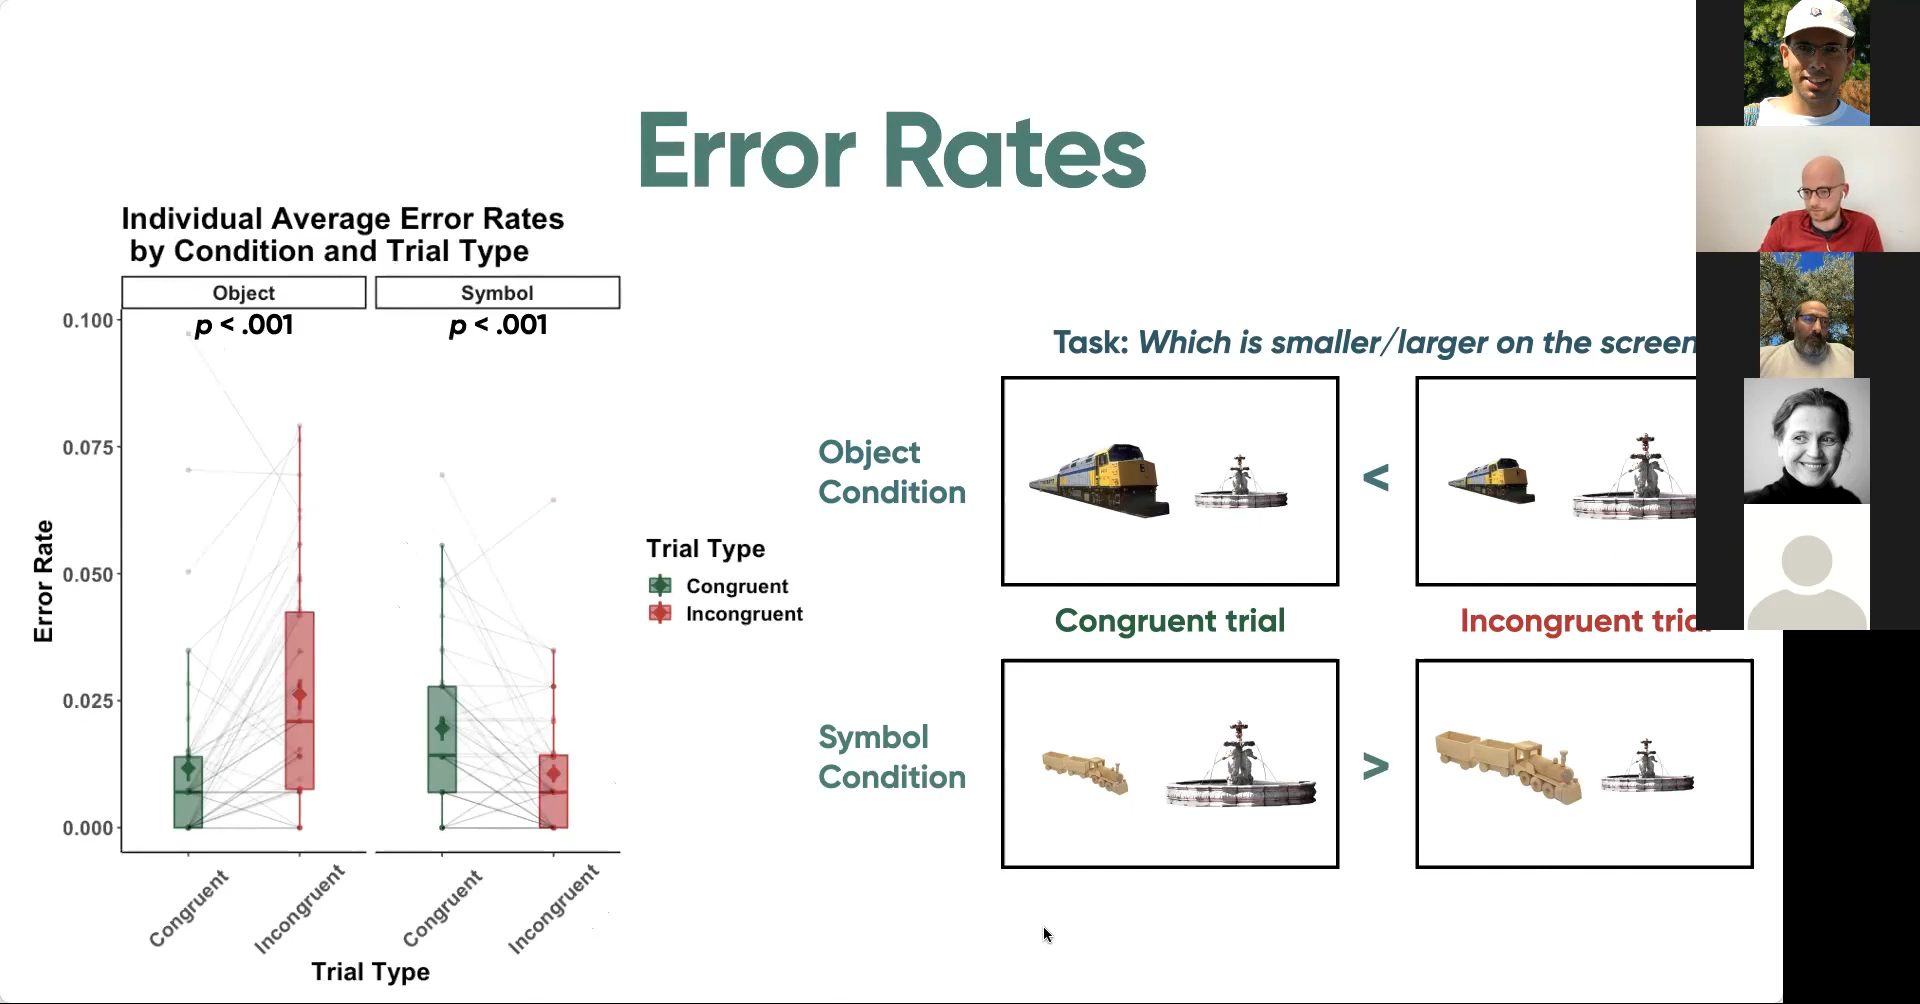 Error Rates
Individual Average Error Rates
by Condition and Trial Type
Object
Symbol
p < .001
p < .001
0.100
0.075
0.050
0.025
0.000
Error Rate
Congruent
Incongruent
Congruent
Incongruent
Trial Type
Trial Type
Congruent
Incongruent
Task: Which is smaller/larger on the screen
Object
Condition
<
Congruent trial
Incongruent trial
Symbol
Condition
>